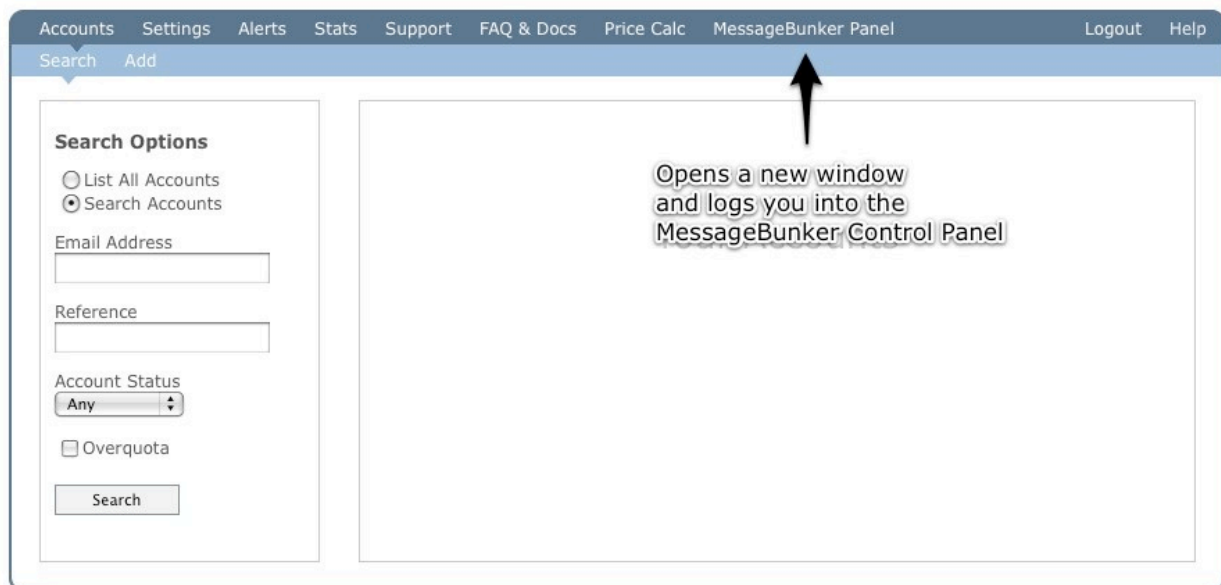 Accounts Settings Alerts Stats Support FAQ & Docs Price Calc MessageBunker Panel Logout Help
Search Add
Search Options
List All Accounts
Search Accounts
Email Address
Reference
Account Status
Any
Overquota
Search
Opens a new window
and logs you into the
MessageBunker Control Panel